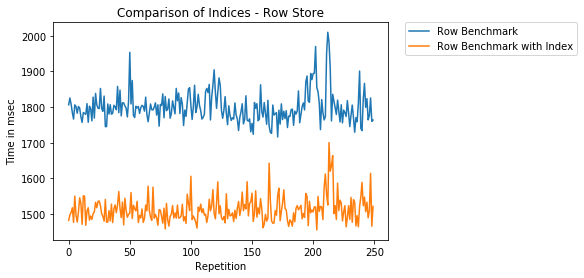 Comparison of Indices - Row Store
Row Benchmark
Row Benchmark with Index
2000
1900
1800
1700
1600
1500
Time in msec
0
50
100
150
200
250
Repetition